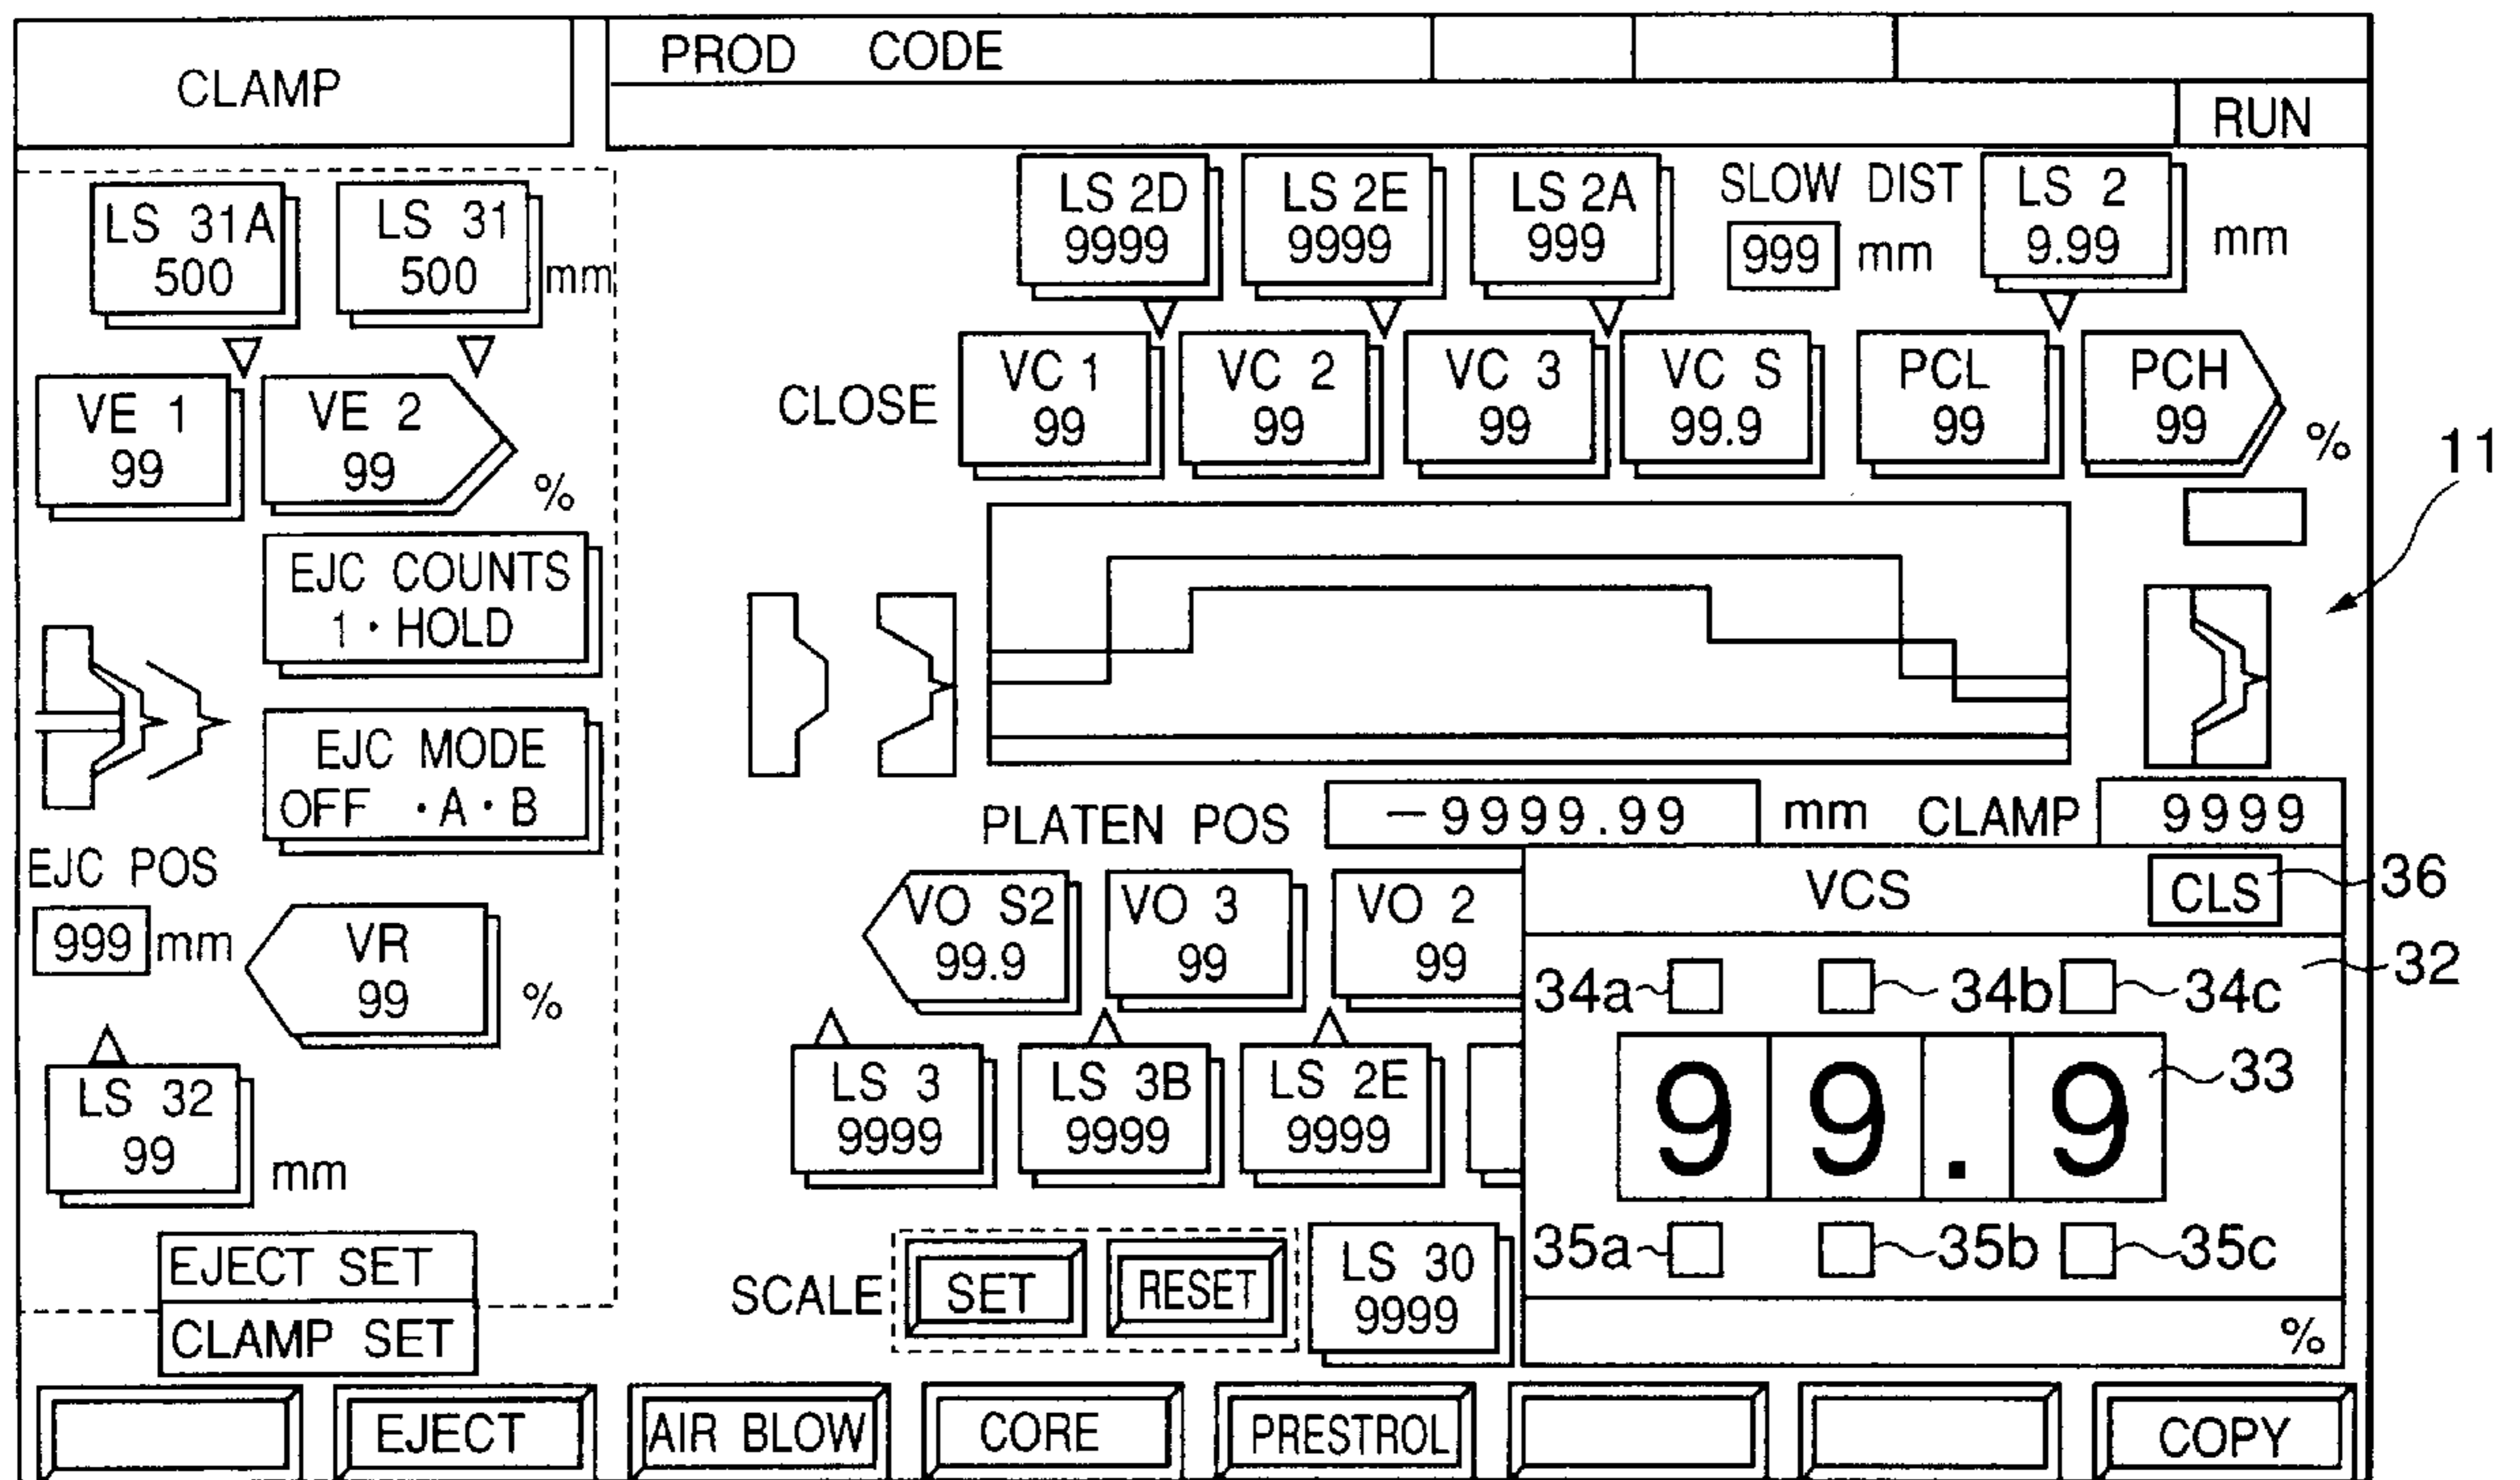 CLAMP
PROD CODE
RUN
LS 31A
500
LS 31
500
mm
VE 1
99
VE 2
99
%
EJC COUNTS
1・HOLD
EJC MODE
OFF ・A・B
EJC POS
999 mm
VR
99
%
LS 32
99
mm
EJECT SET
CLAMP SET
LS 2D
9999
LS 2E
9999
LS 2A
999
SLOW DIST
999 mm
LS 2
9.99
mm
CLOSE
VC 1
99
VC 2
99
VC 3
99
VC S
99.9
PCL
99
PCH
99
%
11
PLATEN POS −9999.99 mm CLAMP 9999
VO S2
99.9
VO 3
99
VO 2
99
LS 3
9999
LS 3B
9999
LS 2E
9999
SCALE SET RESET
LS 30
9999
VCS CLS 36
32
34a 34b 34c
99.9 33
35a 35b 35c
%
EJECT AIR BLOW CORE PRESTROL COPY